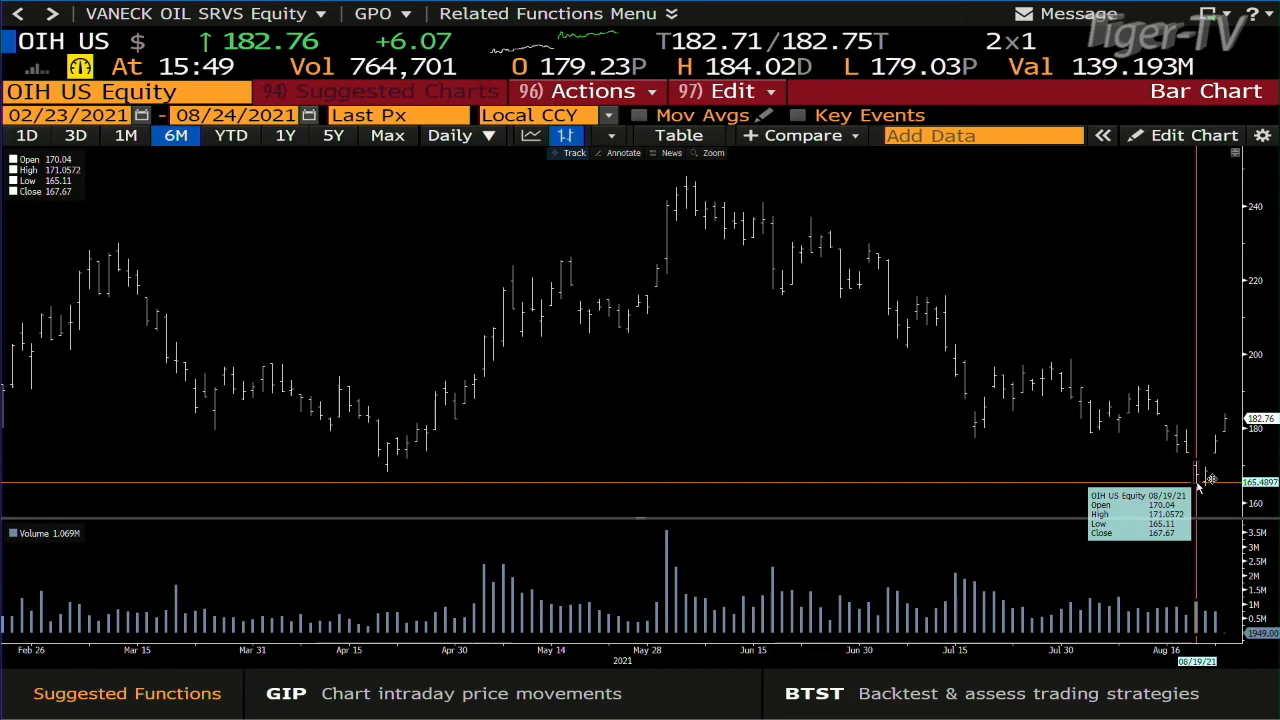 < > VANECK OIL SRVS Equity GPO Related Functions Menu Message ?
Tiger-TV
OIH US $ ↑ 182.76 +6.07 T182.71/182.75T 2x1
At 15:49 Vol 764,701 O 179.23P H 184.02D L 179.03P Val 139.193M
OIH US Equity 94) Suggested Charts 96) Actions 97) Edit Bar Chart
02/23/2021 - 08/24/2021 Last Px Local CCY Mov Avgs Key Events
1D 3D 1M 6M YTD 1Y 5Y Max Daily ▼ Table + Compare Add Data « Edit Chart
Track Annotate News Zoom
Open 170.04
High 171.0572
Low 165.11
Close 167.67
240
220
200
182.76
180
165.4897
160
OIH US Equity 08/19/21
Open 170.04
High 171.0572
Low 165.11
Close 167.67
Volume 1.069M
3.5M
3M
2.5M
2M
1.5M
1M
0.5M
1949.00
Feb 26 Mar 15 Mar 31 Apr 15 Apr 30 May 14 May 28 Jun 15 Jun 30 Jul 15 Jul 30 Aug 16
2021 08/19/21
Suggested Functions GIP Chart intraday price movements BTST Backtest & assess trading strategies